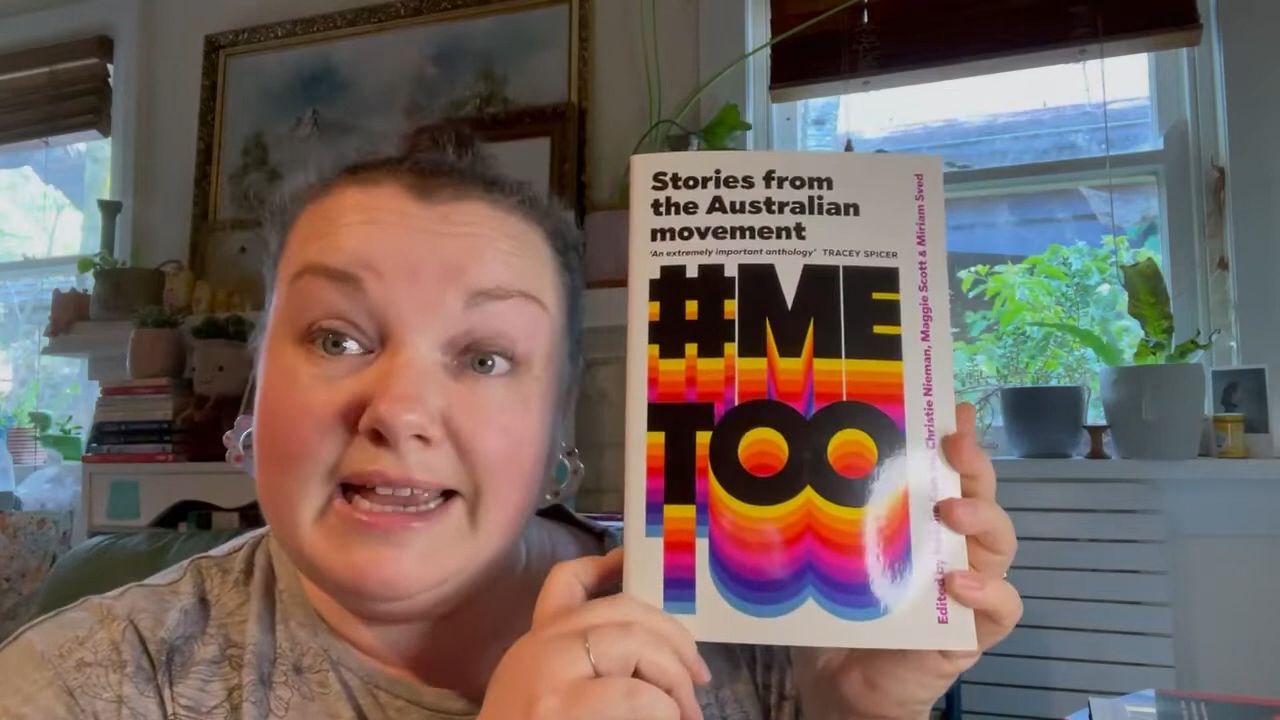 Stories from
the Australian
movement
'An extremely important anthology' TRACEY SPICER
#ME
TOO
Edited by Christie Nieman, Maggie Scott & Miriam Sved